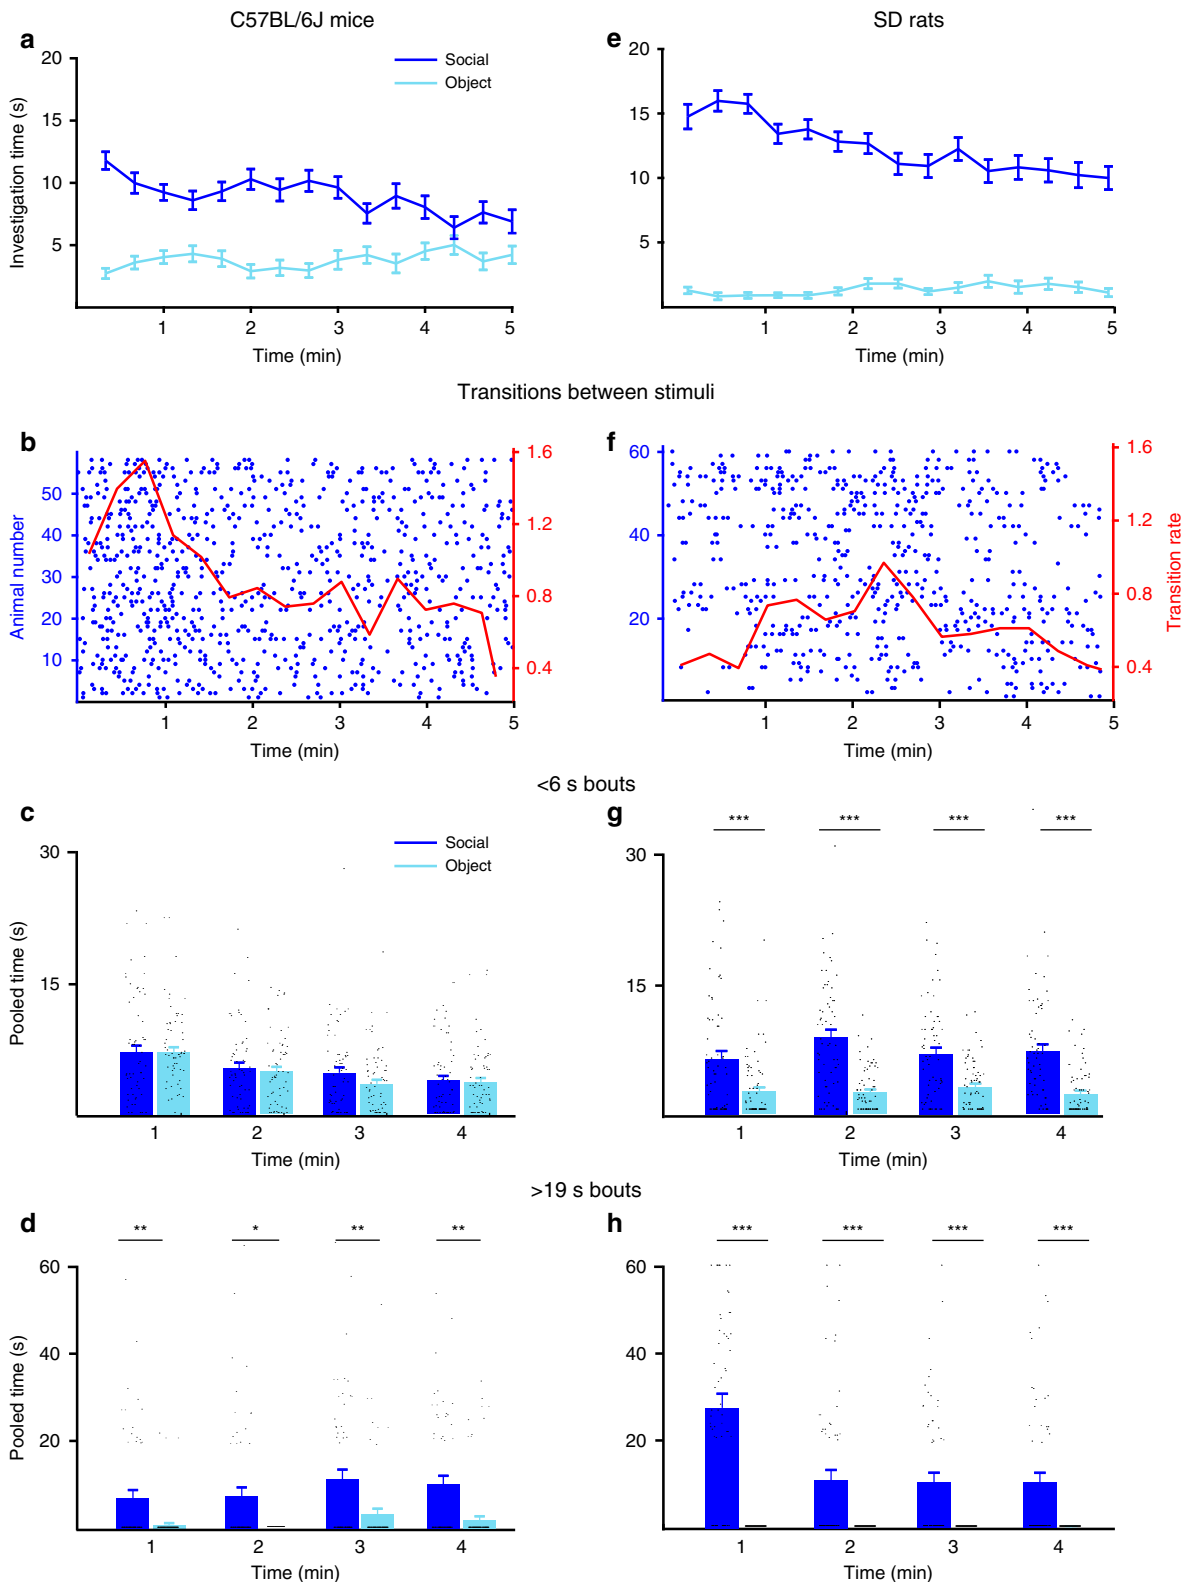 C57BL/6J mice
SD rats
a
Investigation time (s)
20
15
10
5
Social
Object
1 2 3 4 5
Time (min)
e
20
15
10
5
1 2 3 4 5
Time (min)
Transitions between stimuli
b
Animal number
50
40
30
20
10
1.6
1.2
0.8
0.4
1 2 3 4 5
Time (min)
f
60
40
20
1.6
1.2
0.8
0.4
Transition rate
1 2 3 4 5
Time (min)
<6 s bouts
c
Pooled time (s)
30
15
Social
Object
1 2 3 4
Time (min)
g
*** *** *** ***
30
15
1 2 3 4
Time (min)
>19 s bouts
d
** * ** **
Pooled time (s)
60
40
20
1 2 3 4
Time (min)
h
*** *** *** ***
60
40
20
1 2 3 4
Time (min)